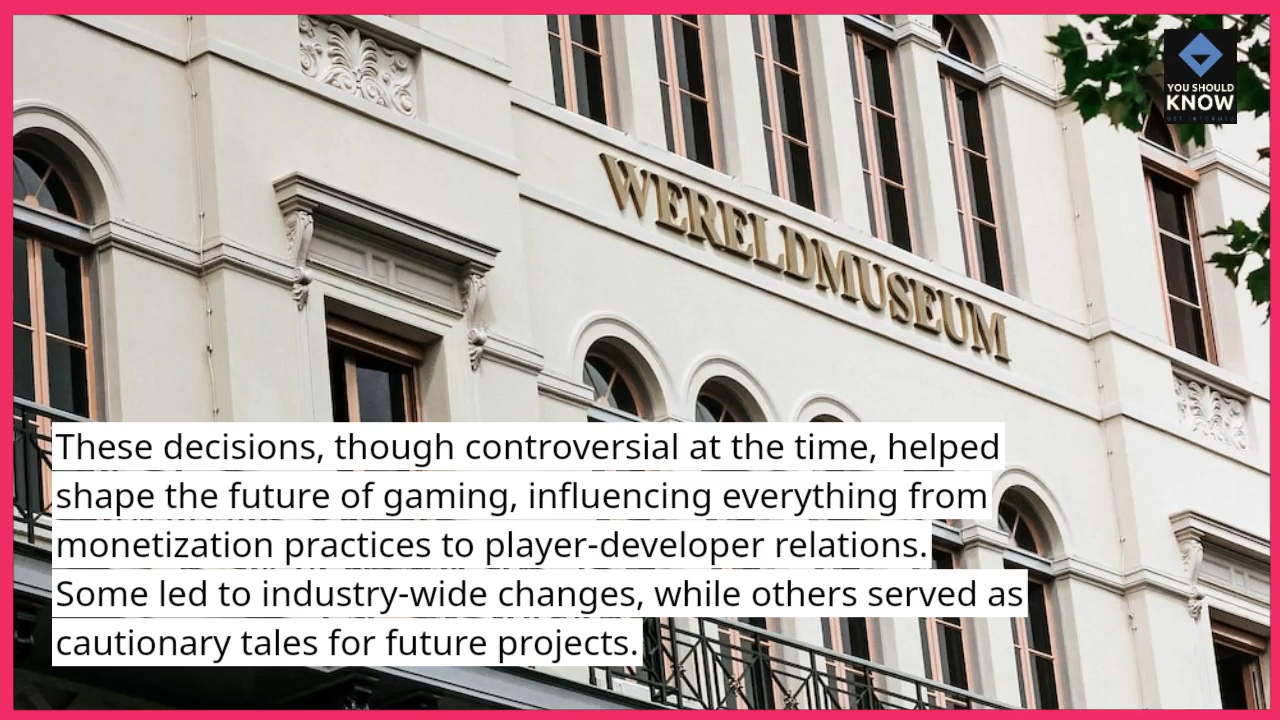 YOU SHOULD
KNOW
GET INFORMED
WERELDMUSEUM
These decisions, though controversial at the time, helped
shape the future of gaming, influencing everything from
monetization practices to player-developer relations.
Some led to industry-wide changes, while others served as
cautionary tales for future projects.